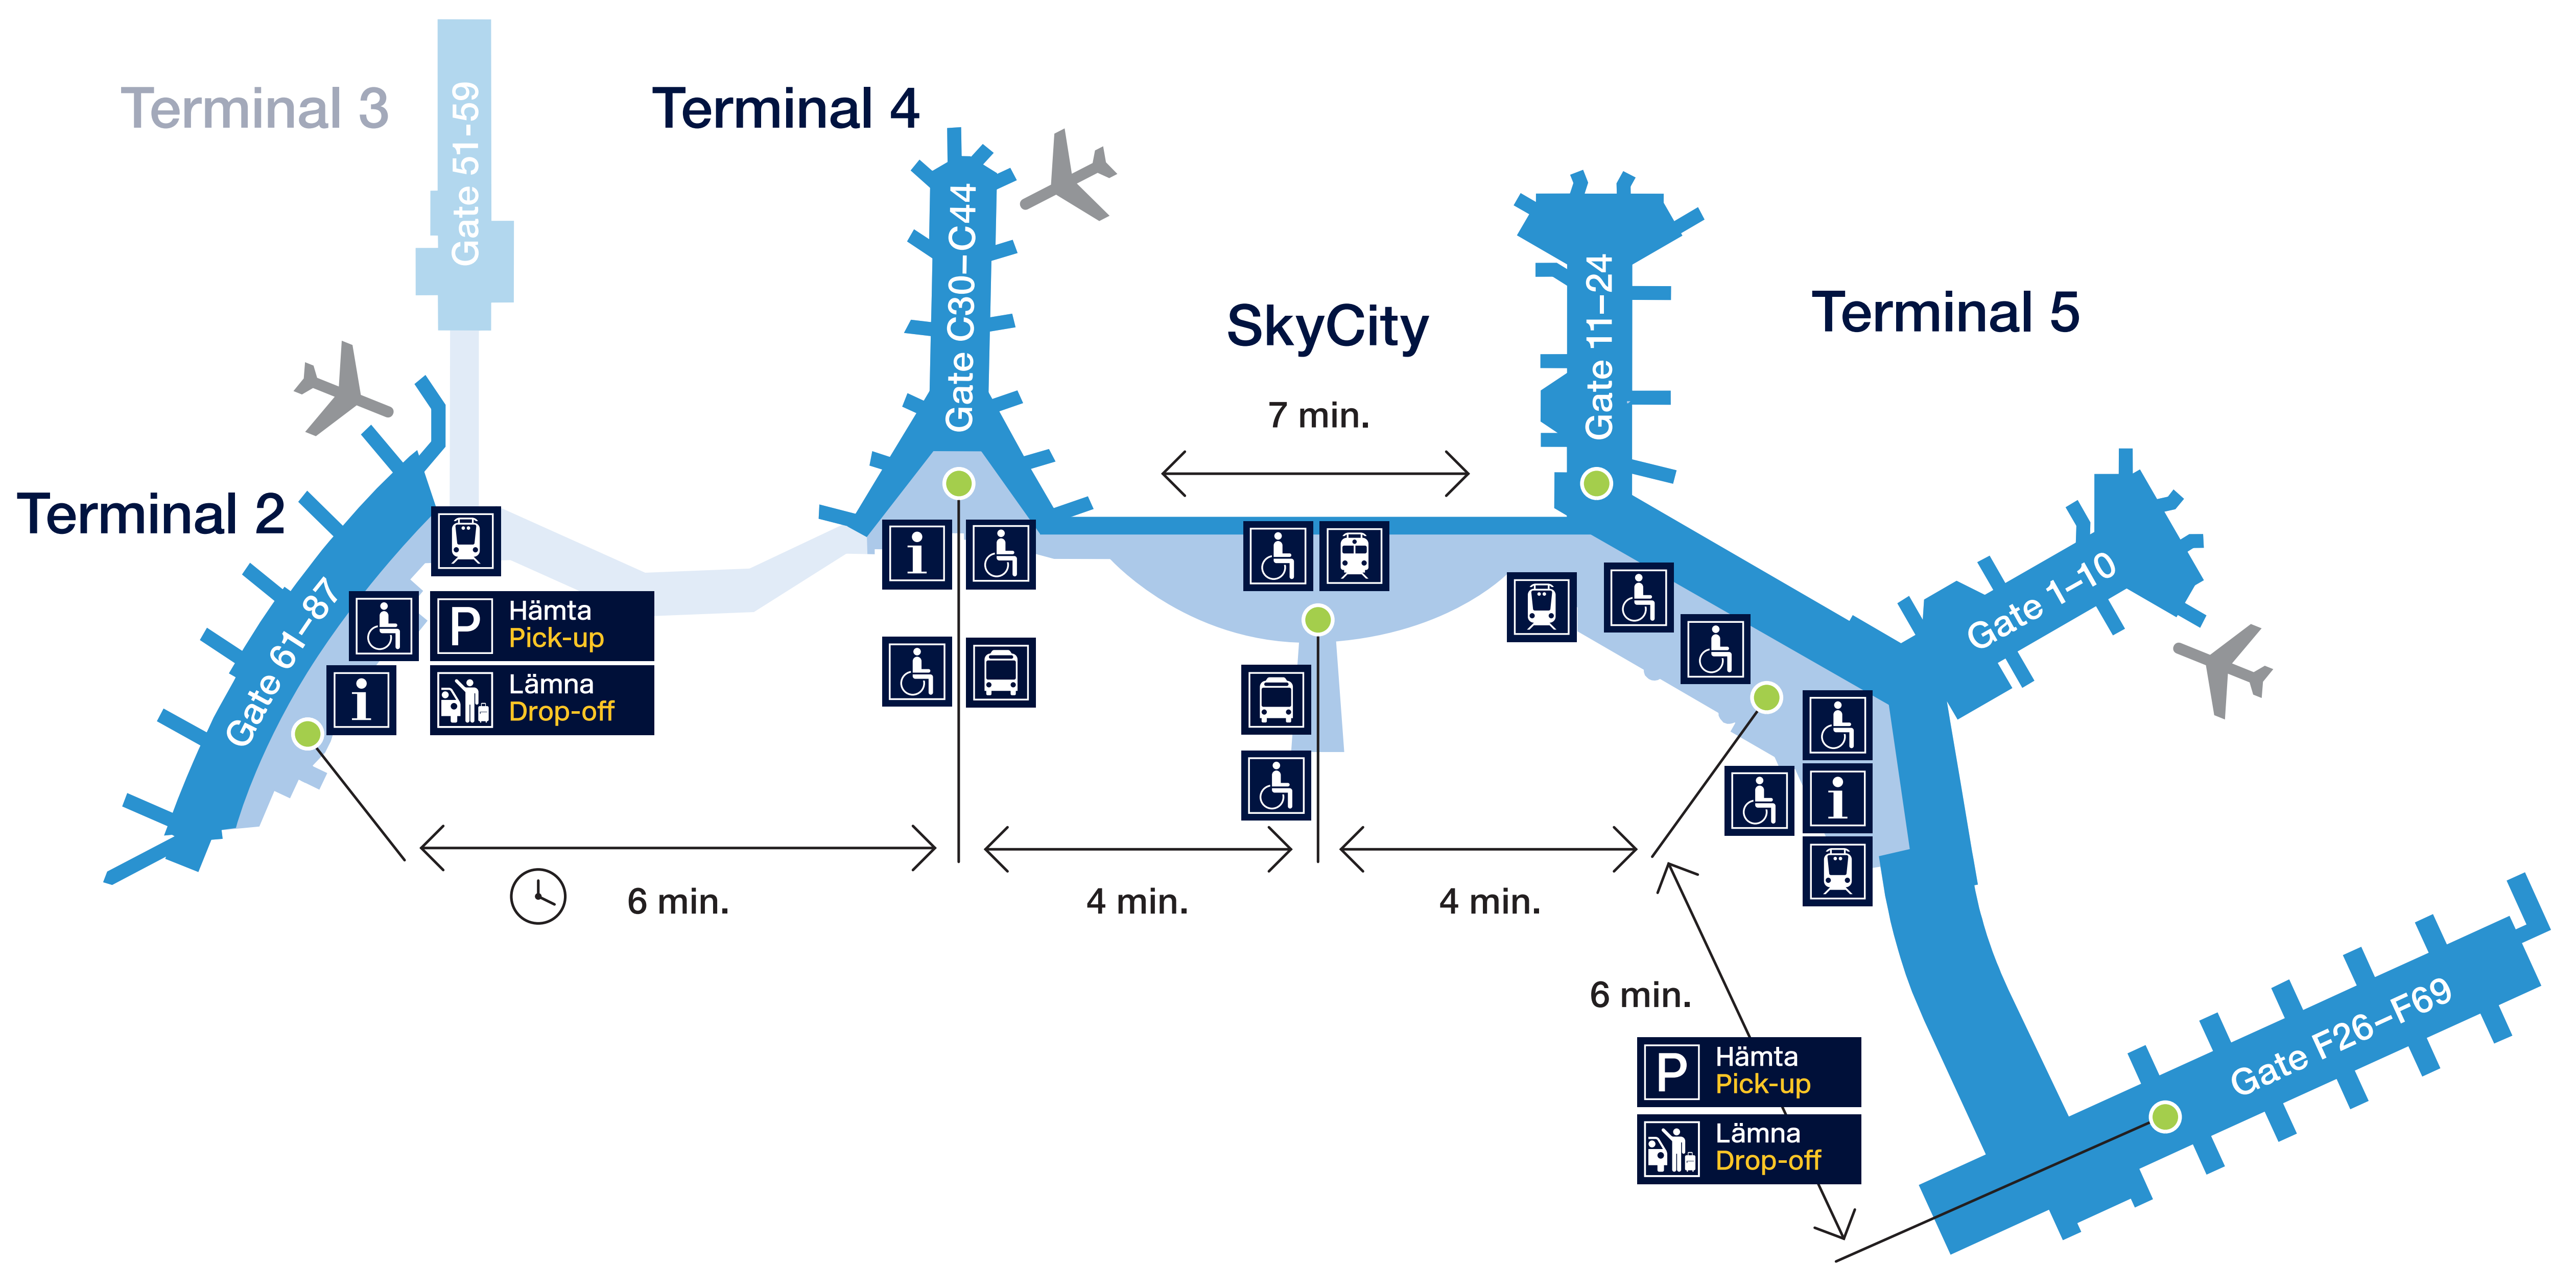 Terminal 3
Gate 51-59
Terminal 4
Gate C30–C44
SkyCity
7 min.
Gate 11–24
Terminal 5
Terminal 2
Gate 61–87
P Hämta
Pick-up
Lämna
Drop-off
i
i
Gate 1–10
i
6 min.
4 min.
4 min.
6 min.
P Hämta
Pick-up
Lämna
Drop-off
Gate F26–F69